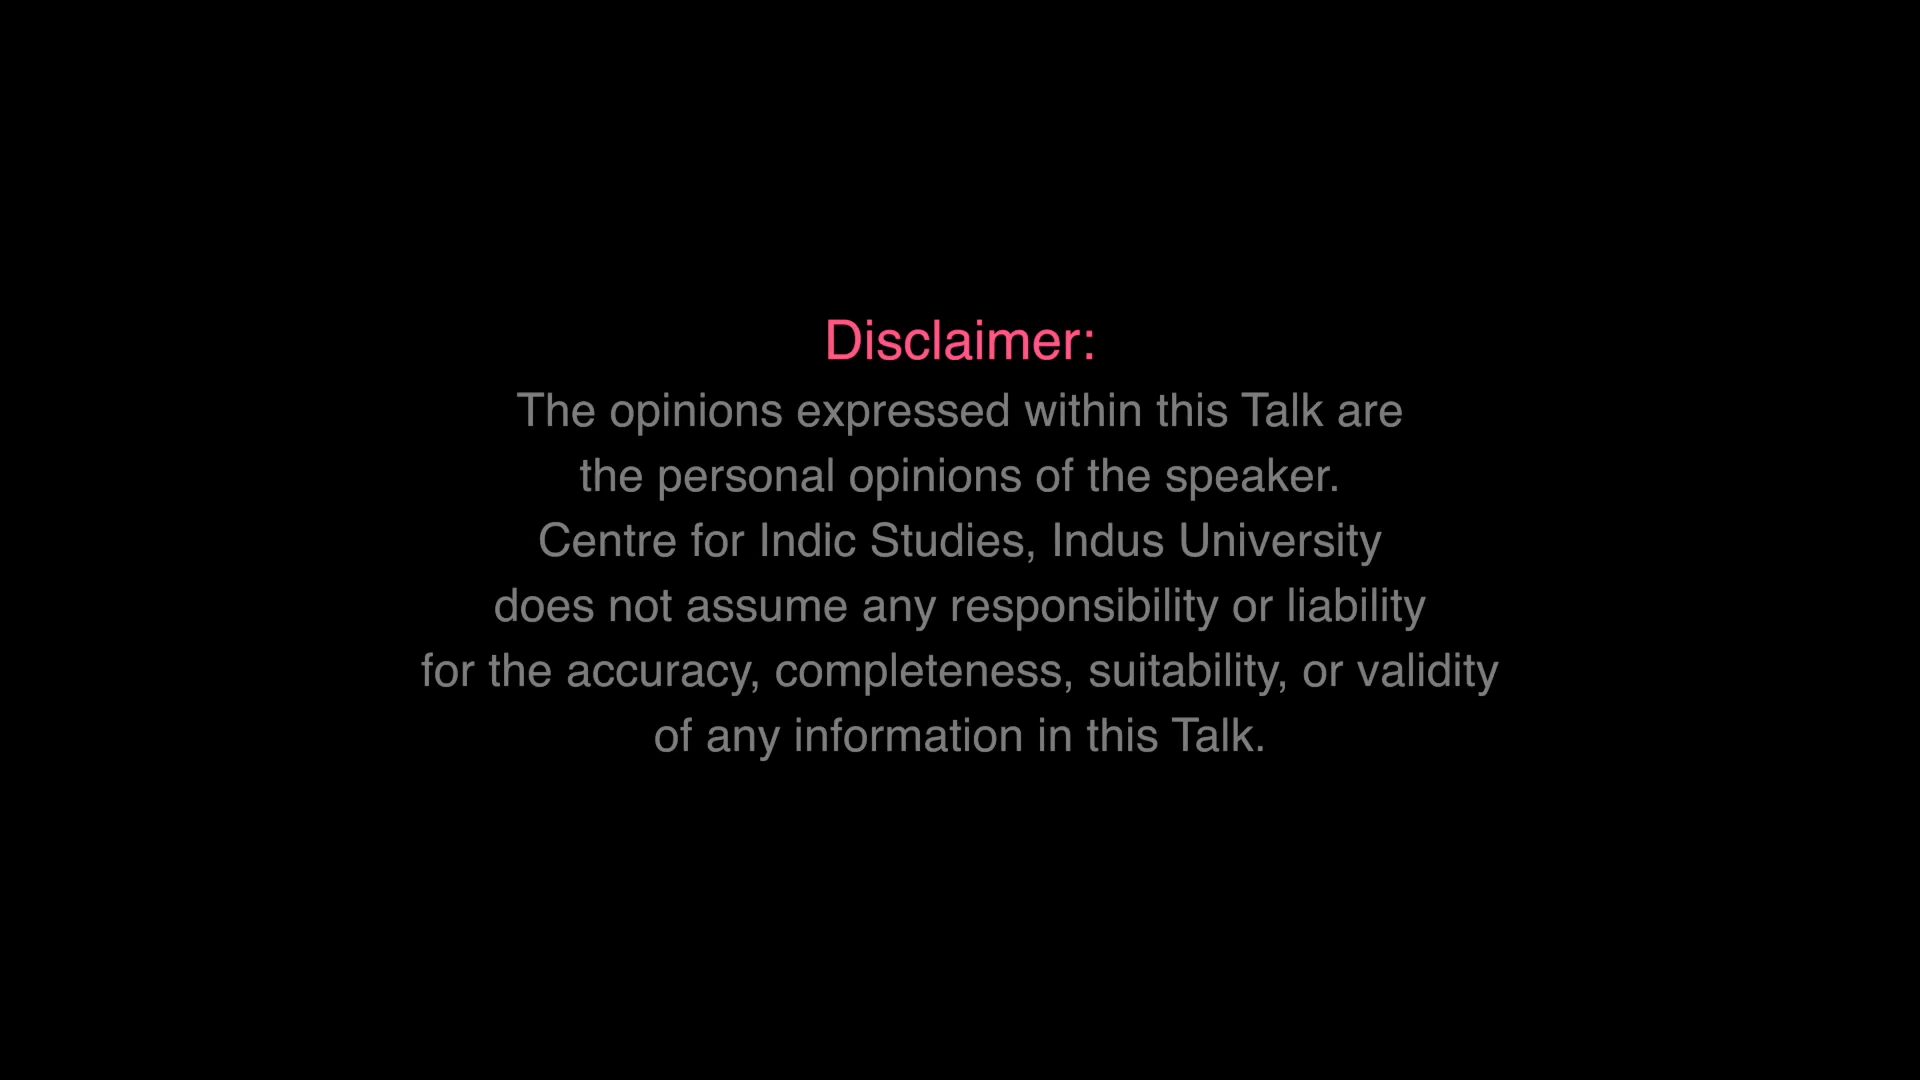 Disclaimer:
The opinions expressed within this Talk are
the personal opinions of the speaker.
Centre for Indic Studies, Indus University
does not assume any responsibility or liability
for the accuracy, completeness, suitability, or validity
of any information in this Talk.